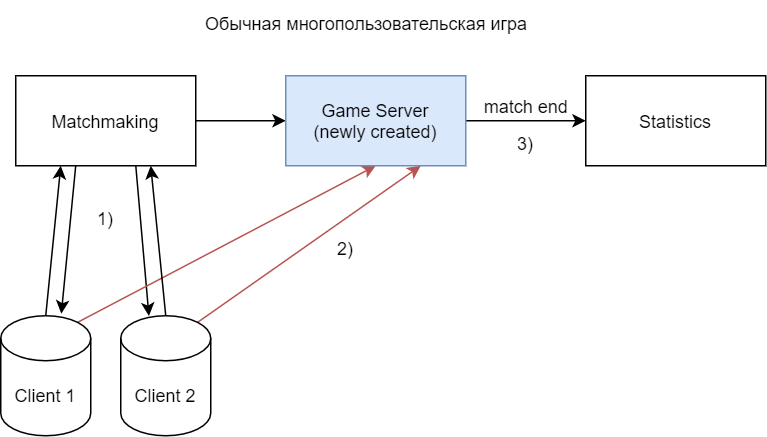 Обычная многопользовательская игра
Matchmaking
Game Server
(newly created)
match end
3)
Statistics
1)
2)
Client 1
Client 2